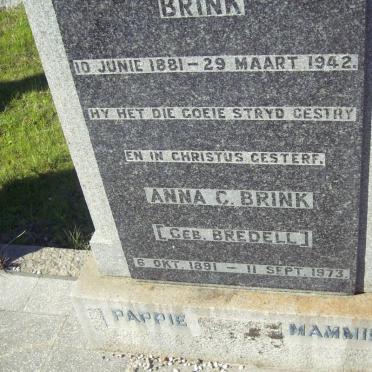 BRINK
10 JUNIE 1881 - 29 MAART 1942.
HY HET DIE GOEIE STRYD GESTRY
EN IN CHRISTUS GESTERF.
ANNA C. BRINK
[GEB. BREDELL]
6 OKT. 1891 - 11 SEPT. 1973
PAPPIE MAMMIE